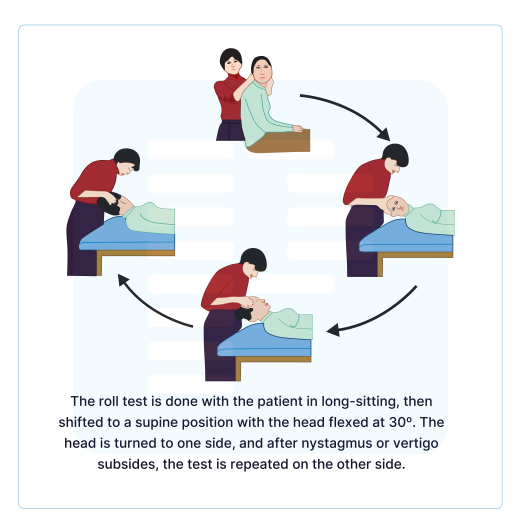 The roll test is done with the patient in long-sitting, then
shifted to a supine position with the head flexed at 30º. The
head is turned to one side, and after nystagmus or vertigo
subsides, the test is repeated on the other side.